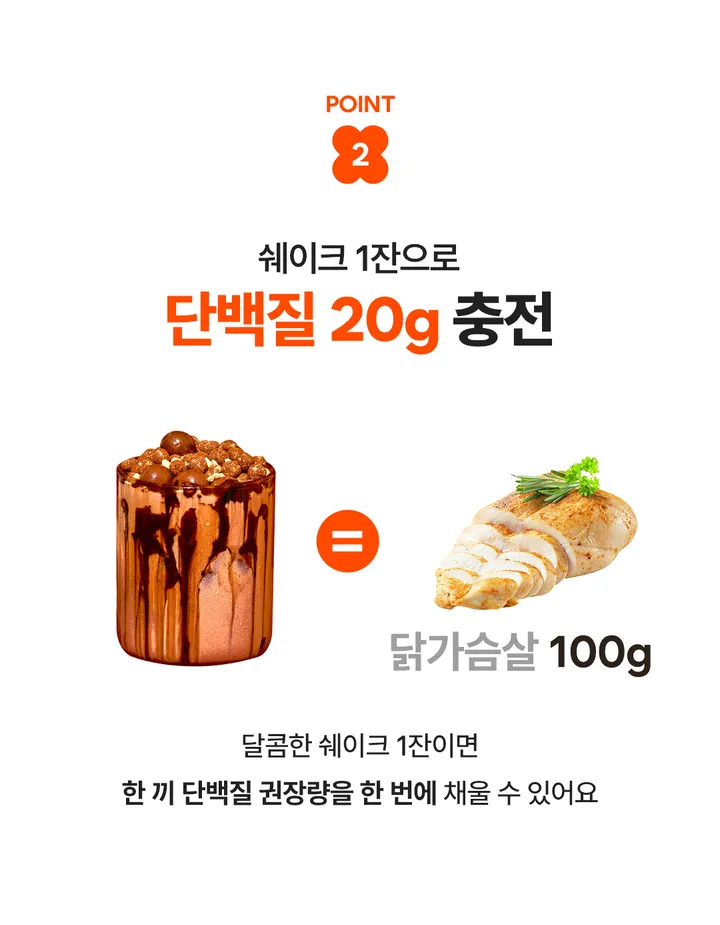 POINT
2
쉐이크 1잔으로
단백질 20g 충전
=
닭가슴살 100g
달콤한 쉐이크 1잔이면
한 끼 단백질 권장량을 한 번에 채울 수 있어요